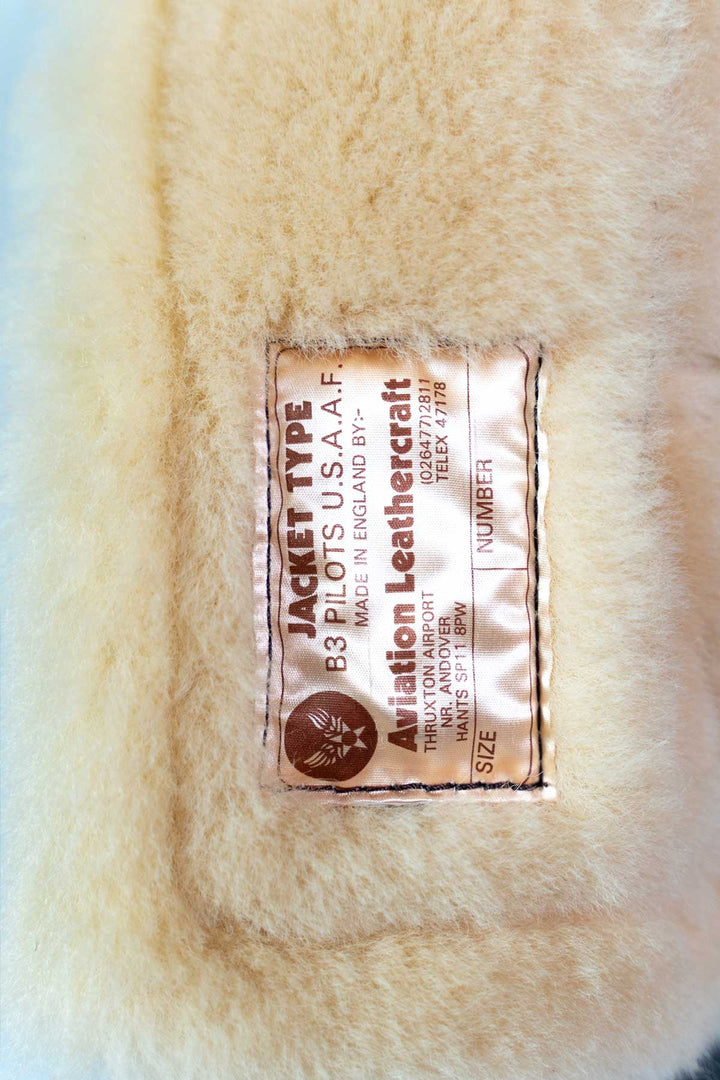 JACKET TYPE
B3 PILOTS U.S.A.A.F.
MADE IN ENGLAND BY:-
Aviation Leathercraft
THRUXTON AIRPORT (026477)2811
NR. ANDOVER TELEX 47178
HANTS SP11 8PW
SIZE NUMBER